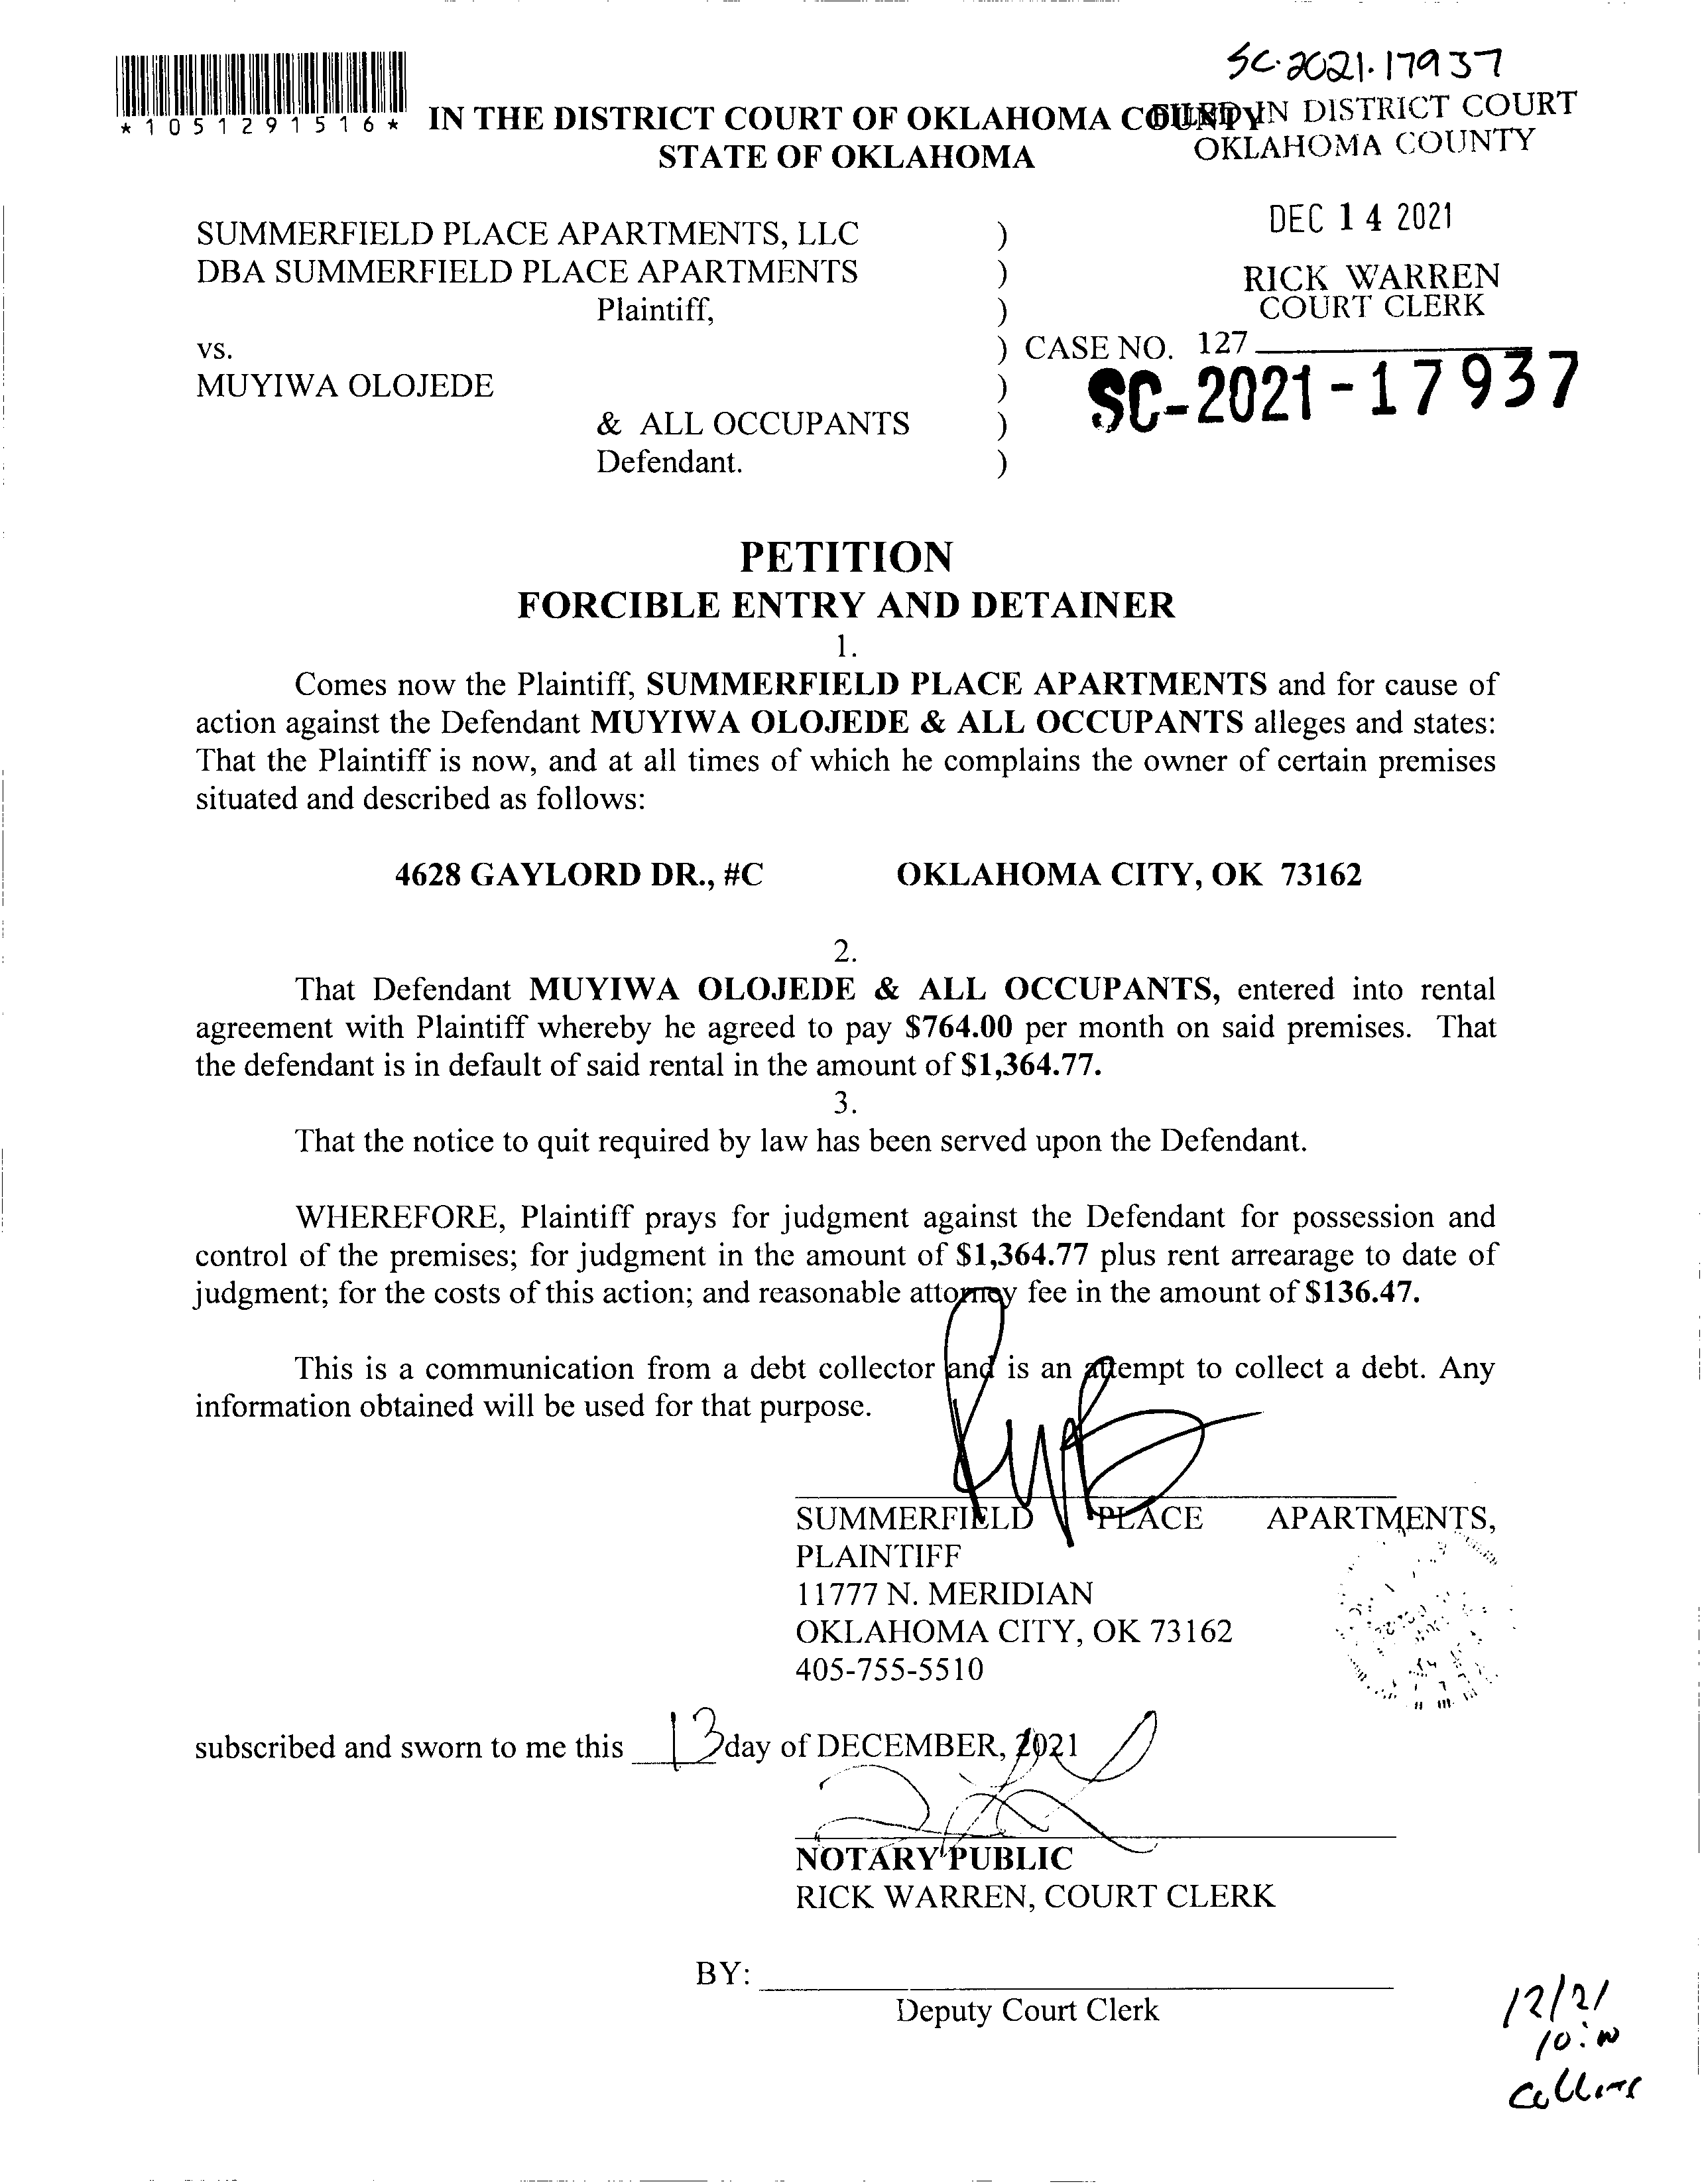 SC-2021-17937
*1051291516*
IN THE DISTRICT COURT OF OKLAHOMA COUNTY
FILED IN DISTRICT COURT
STATE OF OKLAHOMA
OKLAHOMA COUNTY
DEC 14 2021
SUMMERFIELD PLACE APARTMENTS, LLC )
DBA SUMMERFIELD PLACE APARTMENTS )
RICK WARREN
COURT CLERK
Plaintiff, )
vs. ) CASE NO. 127
MUYIWA OLOJEDE )
SC-2021-17937
& ALL OCCUPANTS )
Defendant. )
PETITION
FORCIBLE ENTRY AND DETAINER
1.
Comes now the Plaintiff, SUMMERFIELD PLACE APARTMENTS and for cause of
action against the Defendant MUYIWA OLOJEDE & ALL OCCUPANTS alleges and states:
That the Plaintiff is now, and at all times of which he complains the owner of certain premises
situated and described as follows:
4628 GAYLORD DR., #C OKLAHOMA CITY, OK 73162
2.
That Defendant MUYIWA OLOJEDE & ALL OCCUPANTS, entered into rental
agreement with Plaintiff whereby he agreed to pay $764.00 per month on said premises. That
the defendant is in default of said rental in the amount of $1,364.77.
3.
That the notice to quit required by law has been served upon the Defendant.
WHEREFORE, Plaintiff prays for judgment against the Defendant for possession and
control of the premises; for judgment in the amount of $1,364.77 plus rent arrearage to date of
judgment; for the costs of this action; and reasonable attorney fee in the amount of $136.47.
This is a communication from a debt collector and is an attempt to collect a debt. Any
information obtained will be used for that purpose.
SUMMERFIELD PLACE APARTMENTS,
PLAINTIFF
11777 N. MERIDIAN
OKLAHOMA CITY, OK 73162
405-755-5510
subscribed and sworn to me this 13 day of DECEMBER, 2021
NOTARY PUBLIC
RICK WARREN, COURT CLERK
BY:
Deputy Court Clerk
12/21
10:00
Collins